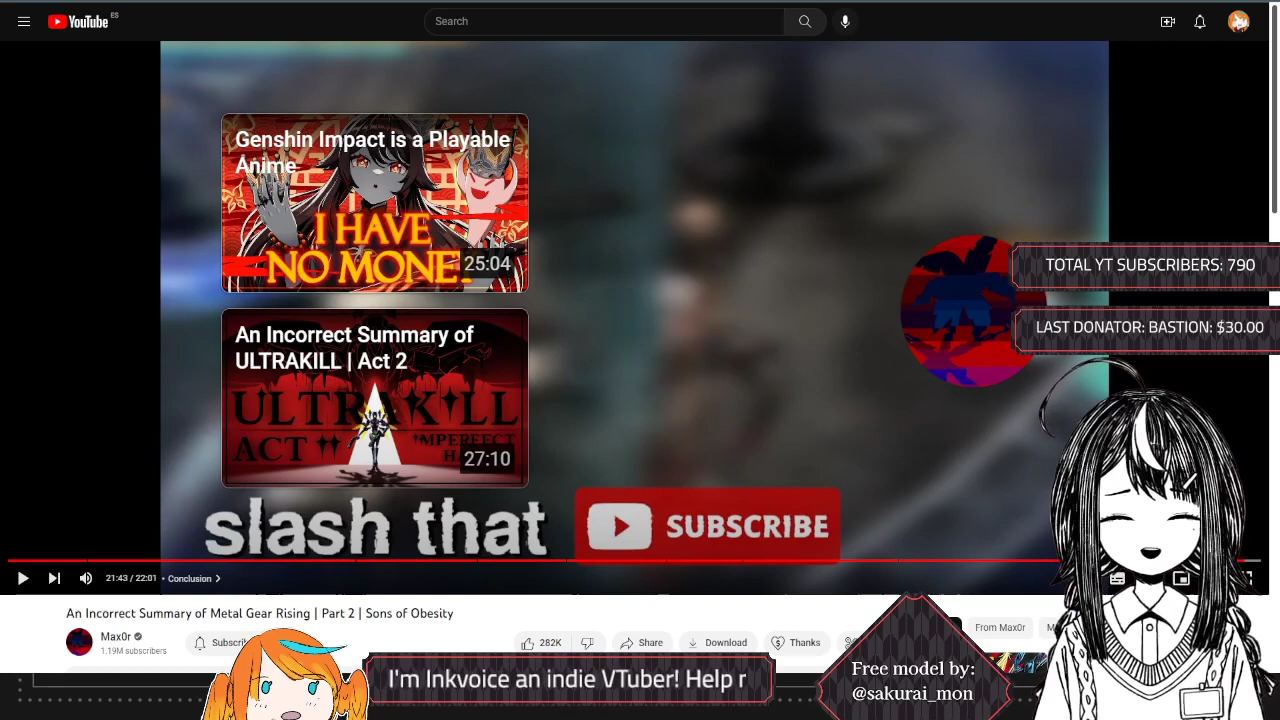 YouTube ES
Search
Genshin Impact is a Playable
Anime
I HAVE
NO MONE
25:04
An Incorrect Summary of
ULTRAKILL | Act 2
ULTRAKILL
ACT
27:10
slash that
SUBSCRIBE
TOTAL YT SUBSCRIBERS: 790
LAST DONATOR: BASTION: $30.00
21:43 / 22:01 • Conclusion
An Incorrect Summary of Metal Gear Rising | Part 2 | Sons of Obesity
Max0r
1.19M subscribers
Subscri
282K
Share
Download
Thanks
From Max0r
I'm Inkvoice an indie VTuber! Help r
Free model by:
@sakurai_mon